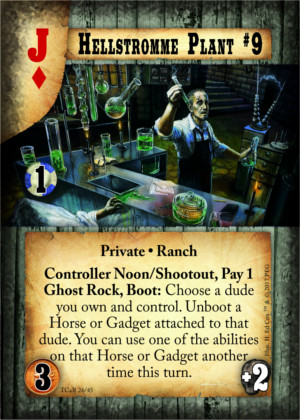 J
HELLSTROMME PLANT #9
1
Private • Ranch
Controller Noon/Shootout, Pay 1
Ghost Rock, Boot: Choose a dude
you own and control. Unboot a
Horse or Gadget attached to that
dude. You can use one of the abilities
on that Horse or Gadget another
time this turn.
3
+2